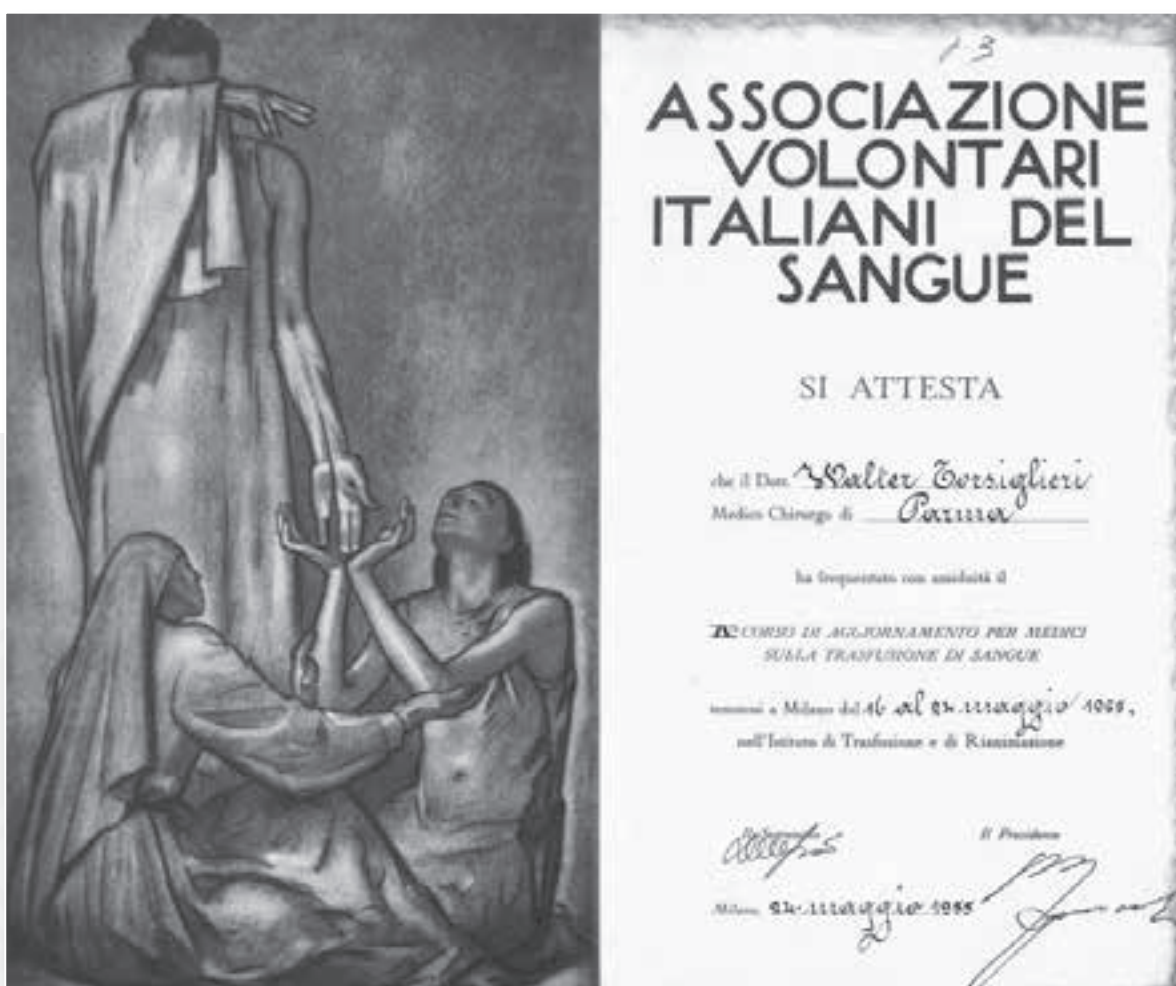 13
ASSOCIAZIONE
VOLONTARI
ITALIANI DEL
SANGUE
SI ATTESTA
che il Dott. Walter Torsiglieri
Medico Chirurgo di Parma
ha frequentato con assiduità il
CORSO DI AGGIORNAMENTO PER MEDICI
SULLA TRASFUSIONE DI SANGUE
tenutosi a Milano dal 16 al 24 maggio 1955,
nell'Istituto di Trasfusione e di Rianimazione
Il Presidente
Milano, 24 maggio 1955